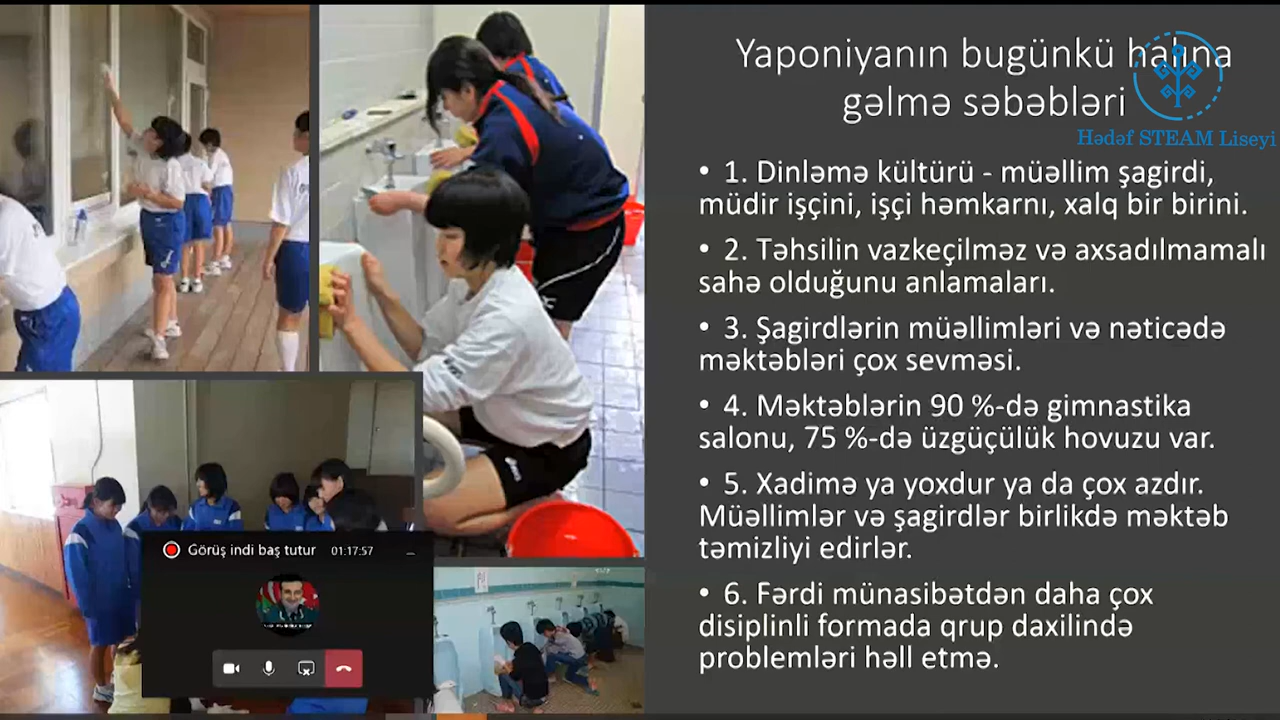 Yaponiyanın bugünkü halına
gəlmə səbəbləri
Hədəf STEAM Liseyi
• 1. Dinləmə kültürü - müəllim şagirdi,
müdir işçini, işçi həmkarnı, xalq bir birini.
• 2. Təhsilin vazkeçilməz və axsadılmamalı
sahə olduğunu anlamaları.
• 3. Şagirdlərin müəllimləri və nəticədə
məktəbləri çox sevməsi.
• 4. Məktəblərin 90 %-də gimnastika
salonu, 75 %-də üzgüçülük hovuzu var.
• 5. Xadimə ya yoxdur ya da çox azdır.
Müəllimlər və şagirdlər birlikdə məktəb
təmizliyi edirlər.
• 6. Fərdi münasibətdən daha çox
disiplinli formada qrup daxilində
problemləri həll etmə.
Görüş indi baş tutur 01:17:57